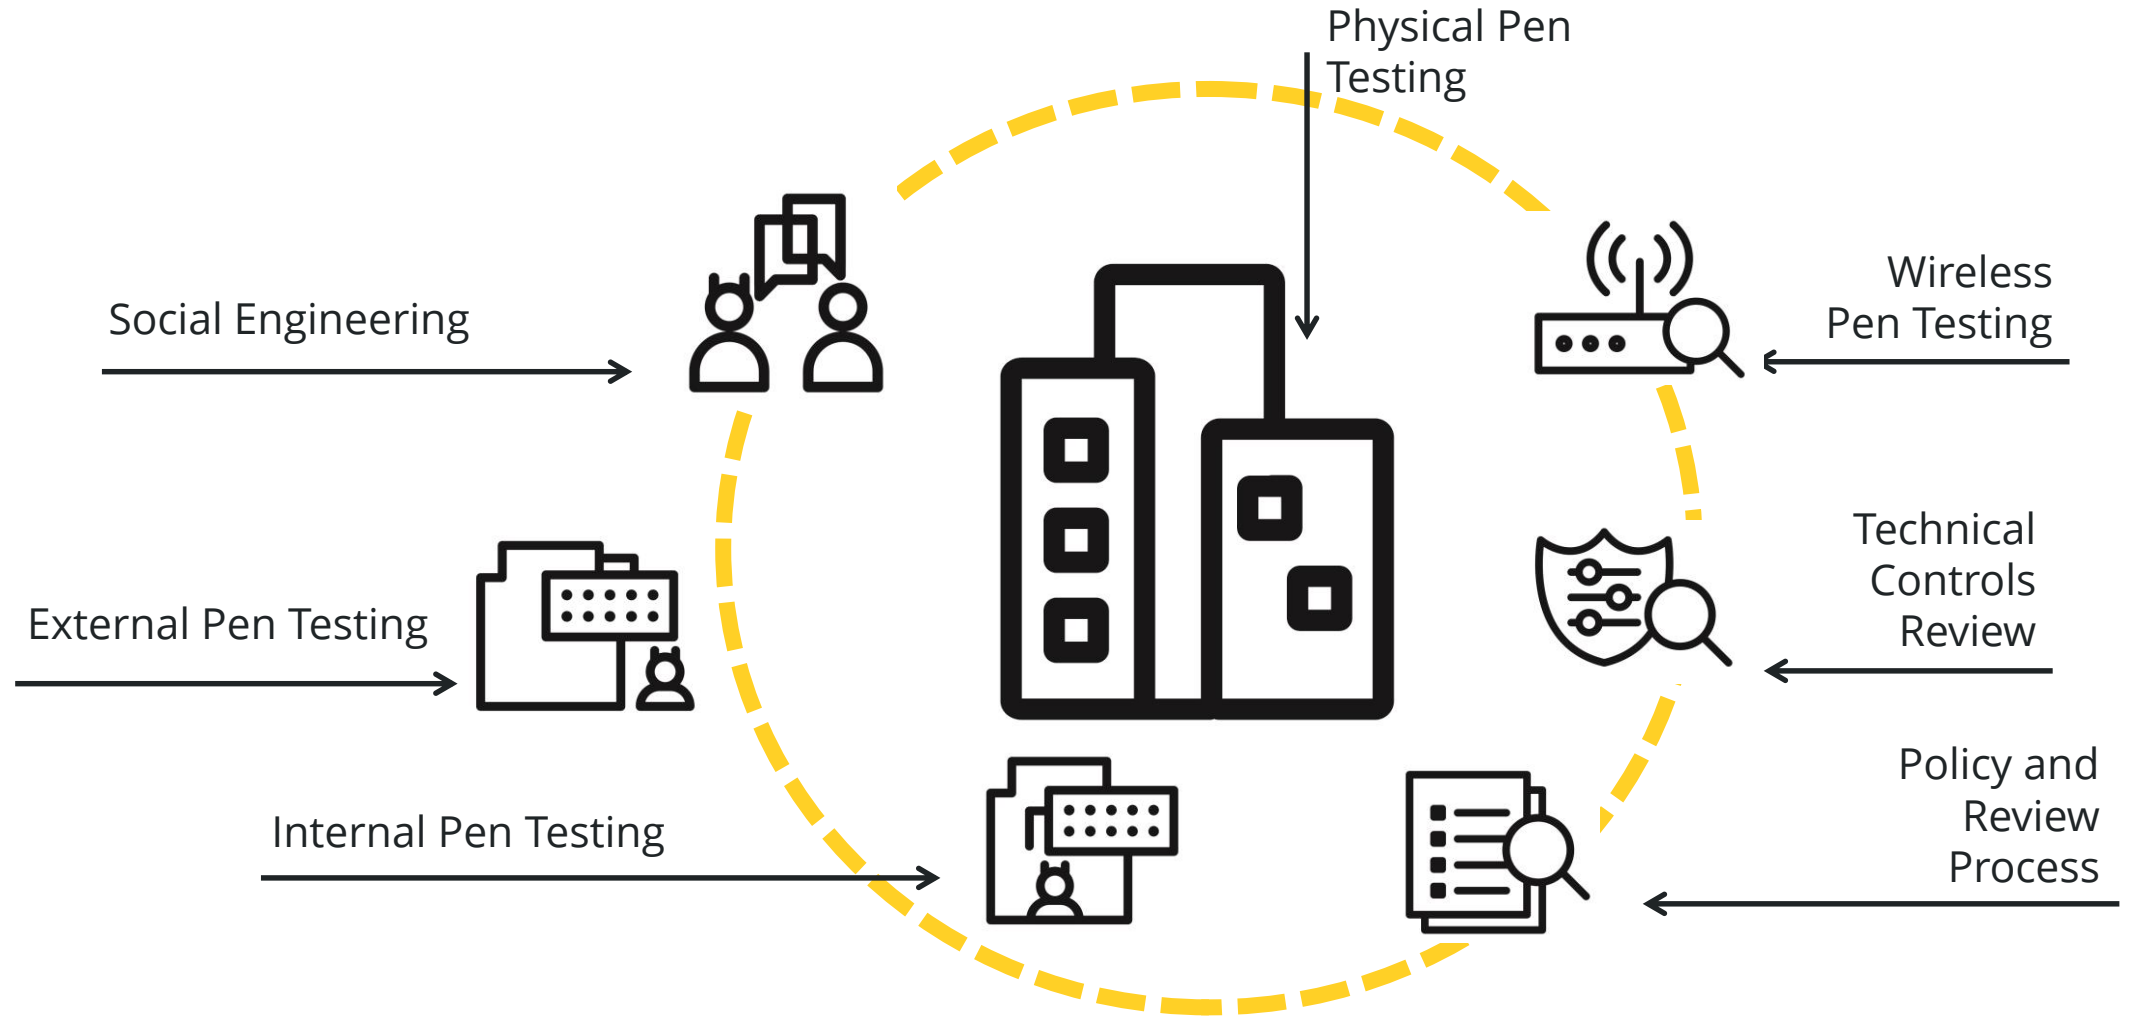 Physical Pen
Testing
Social Engineering
Wireless
Pen Testing
External Pen Testing
Technical
Controls
Review
Internal Pen Testing
Policy and
Review
Process